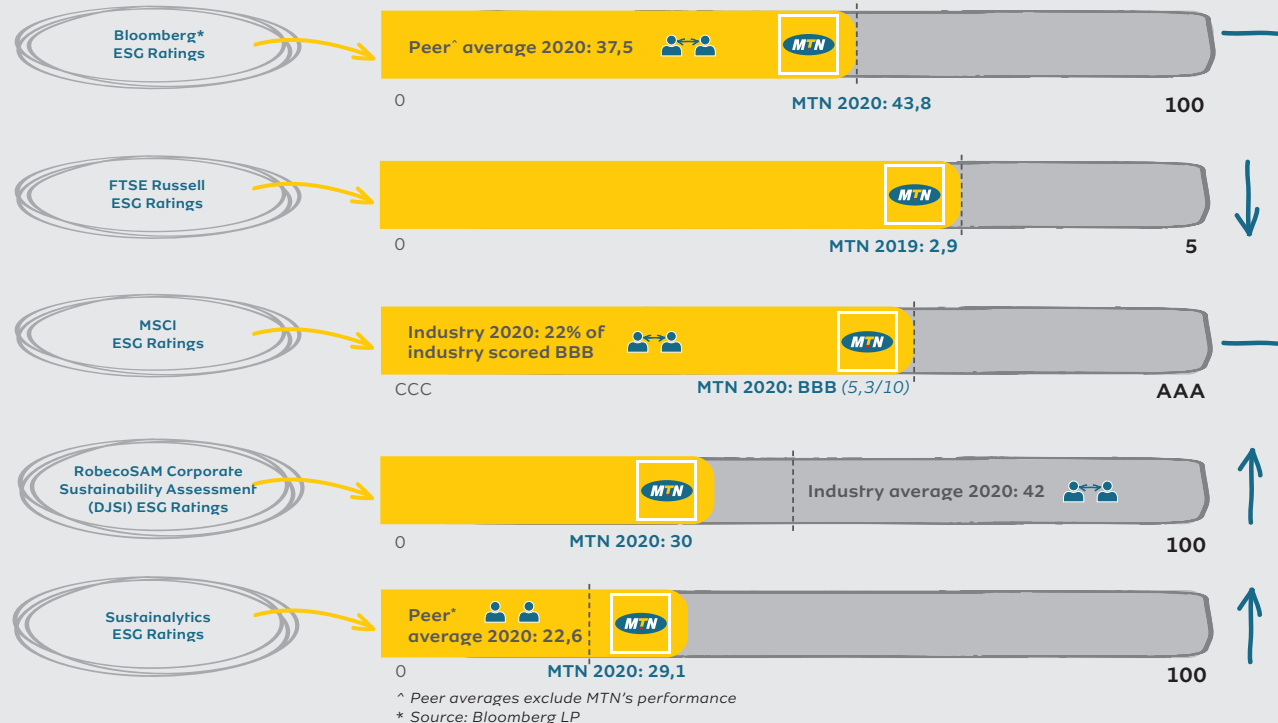 Bloomberg*
ESG Ratings
Peer^ average 2020: 37,5
MTN
0
MTN 2020: 43,8
100
FTSE Russell
ESG Ratings
MTN
0
MTN 2019: 2,9
5
MSCI
ESG Ratings
Industry 2020: 22% of
industry scored BBB
MTN
CCC
MTN 2020: BBB (5,3/10)
AAA
RobecoSAM Corporate
Sustainability Assessment
(DJSI) ESG Ratings
MTN
Industry average 2020: 42
0
MTN 2020: 30
100
Sustainalytics
ESG Ratings
Peer*
average 2020: 22,6
MTN
0
MTN 2020: 29,1
100
^ Peer averages exclude MTN's performance
* Source: Bloomberg LP